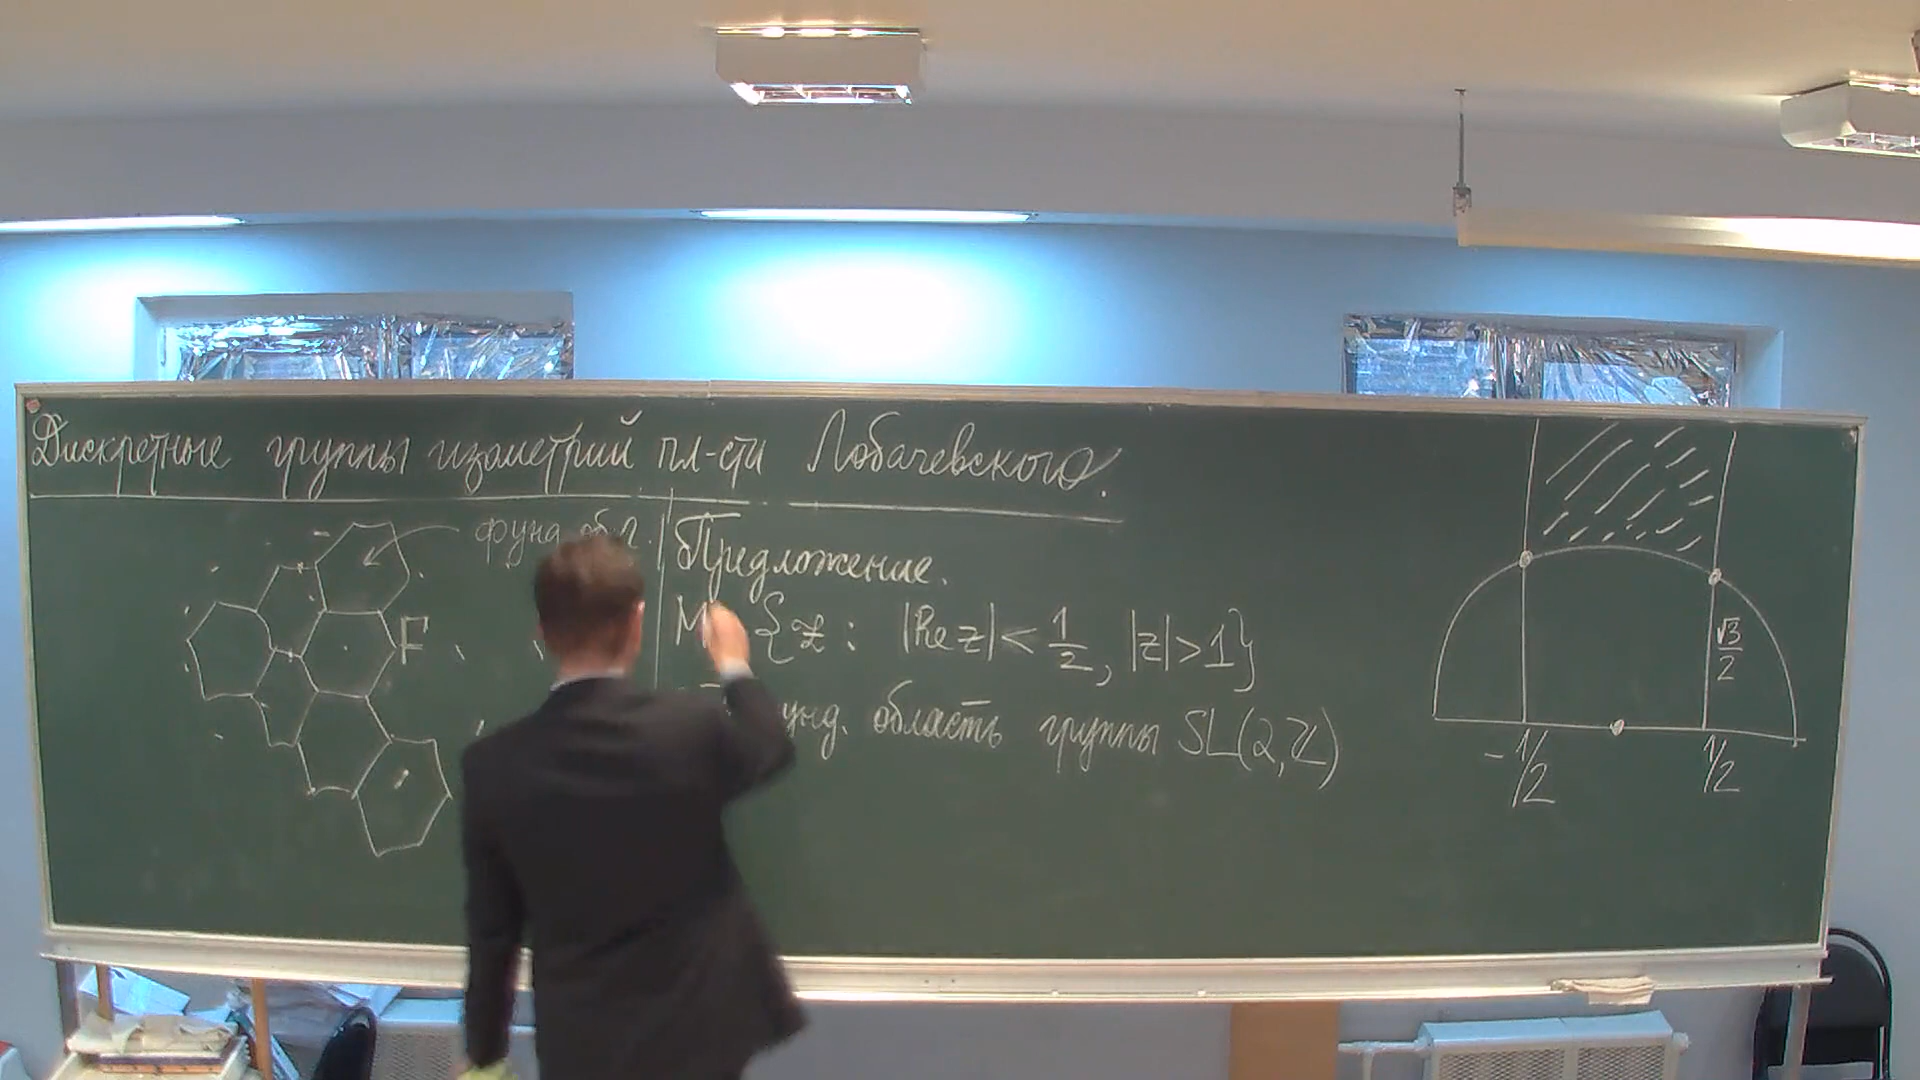 Дискретные группы изометрий пл-сти Лобачевского.
фунд. обл.
F
Предложение.
M {z : |Re z| < 1/2, |z| > 1}
фунд. область группы SL(2,ℤ)
√3/2
-1/2
1/2